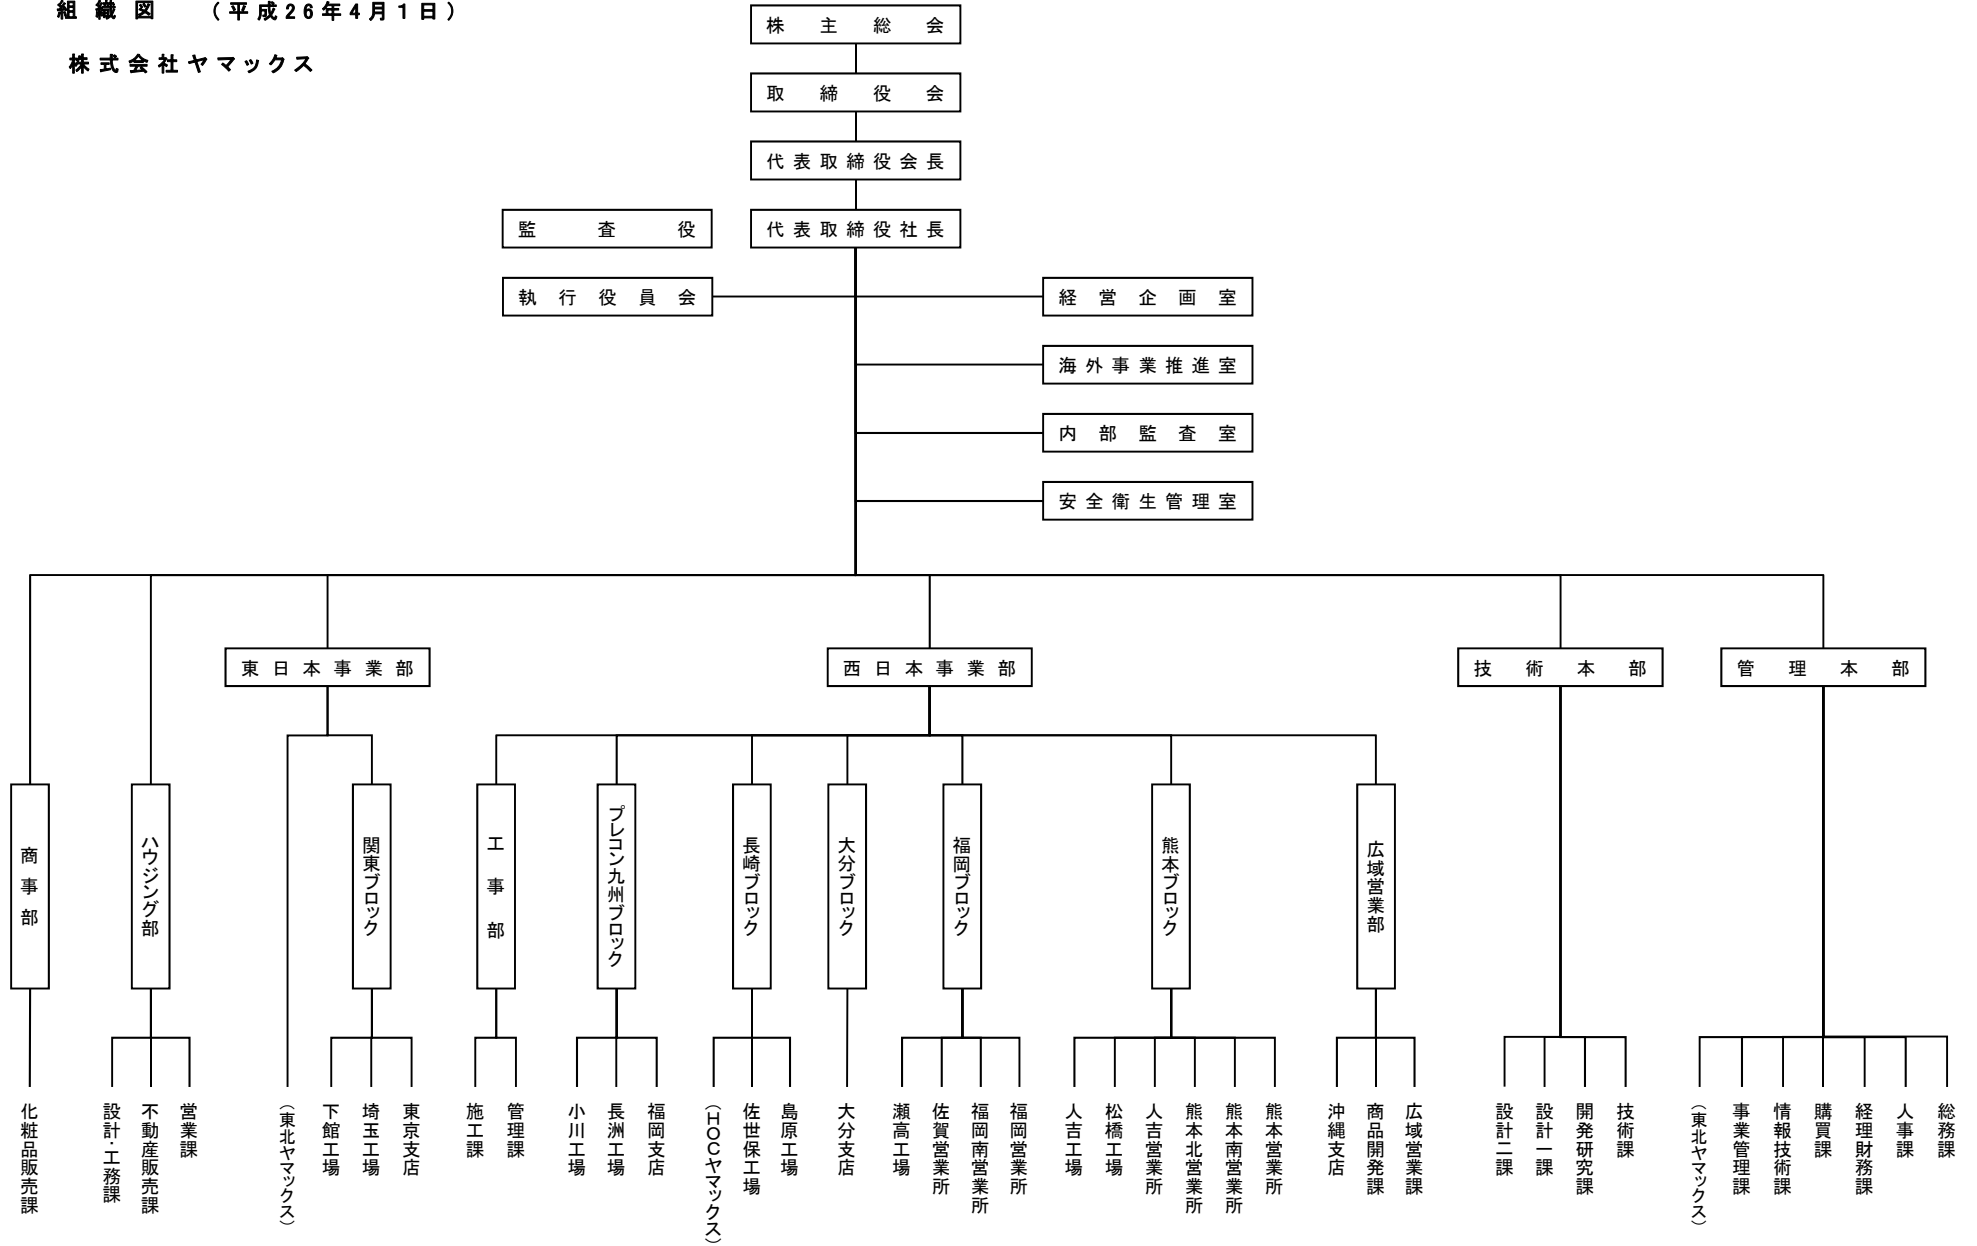 組織図 （平成26年4月1日）
株式会社ヤマックス
株主総会
取締役会
代表取締役会長
監査役
代表取締役社長
執行役員会
経営企画室
海外事業推進室
内部監査室
安全衛生管理室
東日本事業部
西日本事業部
技術本部
管理本部
商事部
ハウジング部
関東ブロック
工事部
プレコン九州ブロック
長崎ブロック
大分ブロック
福岡ブロック
熊本ブロック
広域営業部
化粧品販売課
設計・工務課
不動産販売課
営業課
（東北ヤマックス）
下館工場
埼玉工場
東京支店
施工課
管理課
小川工場
長洲工場
福岡支店
（HOCヤマックス）
佐世保工場
島原工場
大分支店
瀬高工場
佐賀営業所
福岡南営業所
福岡営業所
人吉工場
松橋工場
人吉営業所
熊本北営業所
熊本南営業所
熊本営業所
沖縄支店
商品開発課
広域営業課
設計二課
設計一課
開発研究課
技術課
（東北ヤマックス）
事業管理課
情報技術課
購買課
経理財務課
人事課
総務課